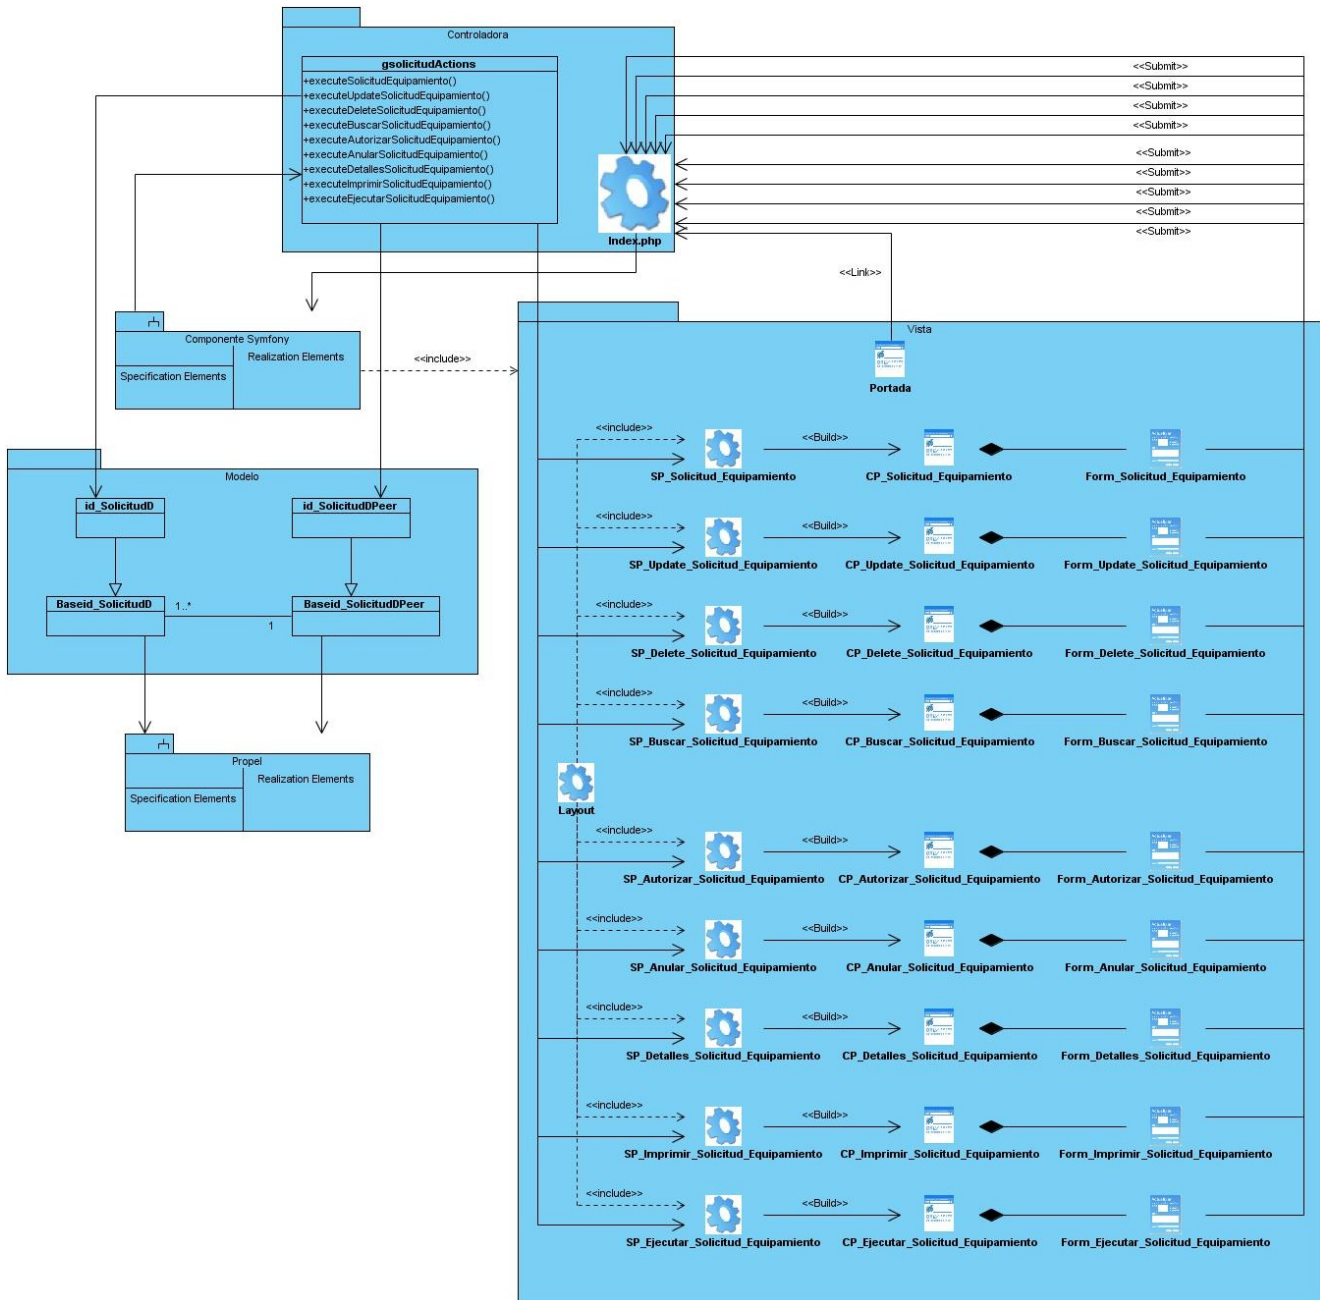 Controladora
gsolicitudActions
+executeSolicitudEquipamiento()
+executeUpdateSolicitudEquipamiento()
+executeDeleteSolicitudEquipamiento()
+executeBuscarSolicitudEquipamiento()
+executeAutorizarSolicitudEquipamiento()
+executeAnularSolicitudEquipamiento()
+executeDetallesSolicitudEquipamiento()
+executeImprimirSolicitudEquipamiento()
+executeEjecutarSolicitudEquipamiento()
Index.php
<<Submit>>
<<Submit>>
<<Submit>>
<<Submit>>
<<Submit>>
<<Submit>>
<<Submit>>
<<Submit>>
<<Submit>>
<<Link>>
Componente Symfony
Realization Elements
Specification Elements
<<include>>
Vista
Portada
Modelo
id_SolicitudD
id_SolicitudDPeer
Baseid_SolicitudD
1..*
1
Baseid_SolicitudDPeer
Propel
Realization Elements
Specification Elements
<<include>>
<<Build>>
SP_Solicitud_Equipamiento
CP_Solicitud_Equipamiento
Form_Solicitud_Equipamiento
<<include>>
<<Build>>
SP_Update_Solicitud_Equipamiento
CP_Update_Solicitud_Equipamiento
Form_Update_Solicitud_Equipamiento
<<include>>
<<Build>>
SP_Delete_Solicitud_Equipamiento
CP_Delete_Solicitud_Equipamiento
Form_Delete_Solicitud_Equipamiento
<<include>>
<<Build>>
SP_Buscar_Solicitud_Equipamiento
CP_Buscar_Solicitud_Equipamiento
Form_Buscar_Solicitud_Equipamiento
Layout
<<include>>
<<Build>>
SP_Autorizar_Solicitud_Equipamiento
CP_Autorizar_Solicitud_Equipamiento
Form_Autorizar_Solicitud_Equipamiento
<<include>>
<<Build>>
SP_Anular_Solicitud_Equipamiento
CP_Anular_Solicitud_Equipamiento
Form_Anular_Solicitud_Equipamiento
<<include>>
<<Build>>
SP_Detalles_Solicitud_Equipamiento
CP_Detalles_Solicitud_Equipamiento
Form_Detalles_Solicitud_Equipamiento
<<include>>
<<Build>>
SP_Imprimir_Solicitud_Equipamiento
CP_Imprimir_Solicitud_Equipamiento
Form_Imprimir_Solicitud_Equipamiento
<<include>>
<<Build>>
SP_Ejecutar_Solicitud_Equipamiento
CP_Ejecutar_Solicitud_Equipamiento
Form_Ejecutar_Solicitud_Equipamiento